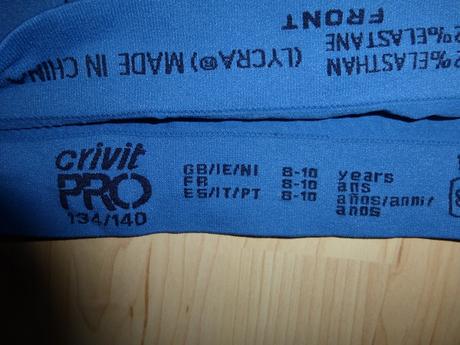 FRONT
2%ELASTANE
2%ELASTHAN
(LYCRA®) MADE IN CHIN
crivit
PRO
134/140
GB/IE/NI 8-10 years
FR 8-10 ans
ES/IT/PT 8-10 años/anni/
anos